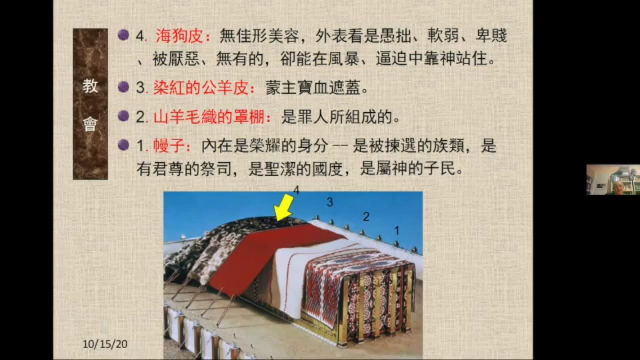 4. 海狗皮：無佳形美容，外表看是愚拙、軟弱、卑賤
、被厭惡、無有的，卻能在風暴、逼迫中靠神站住。
3. 染紅的公羊皮：蒙主寶血遮蓋。
2. 山羊毛織的罩棚：是罪人所組成的。
1. 幔子：內在是榮耀的身分 -- 是被揀選的族類，是
有君尊的祭司，是聖潔的國度，是屬神的子民。
教
會
4
3
2
1
10/15/20